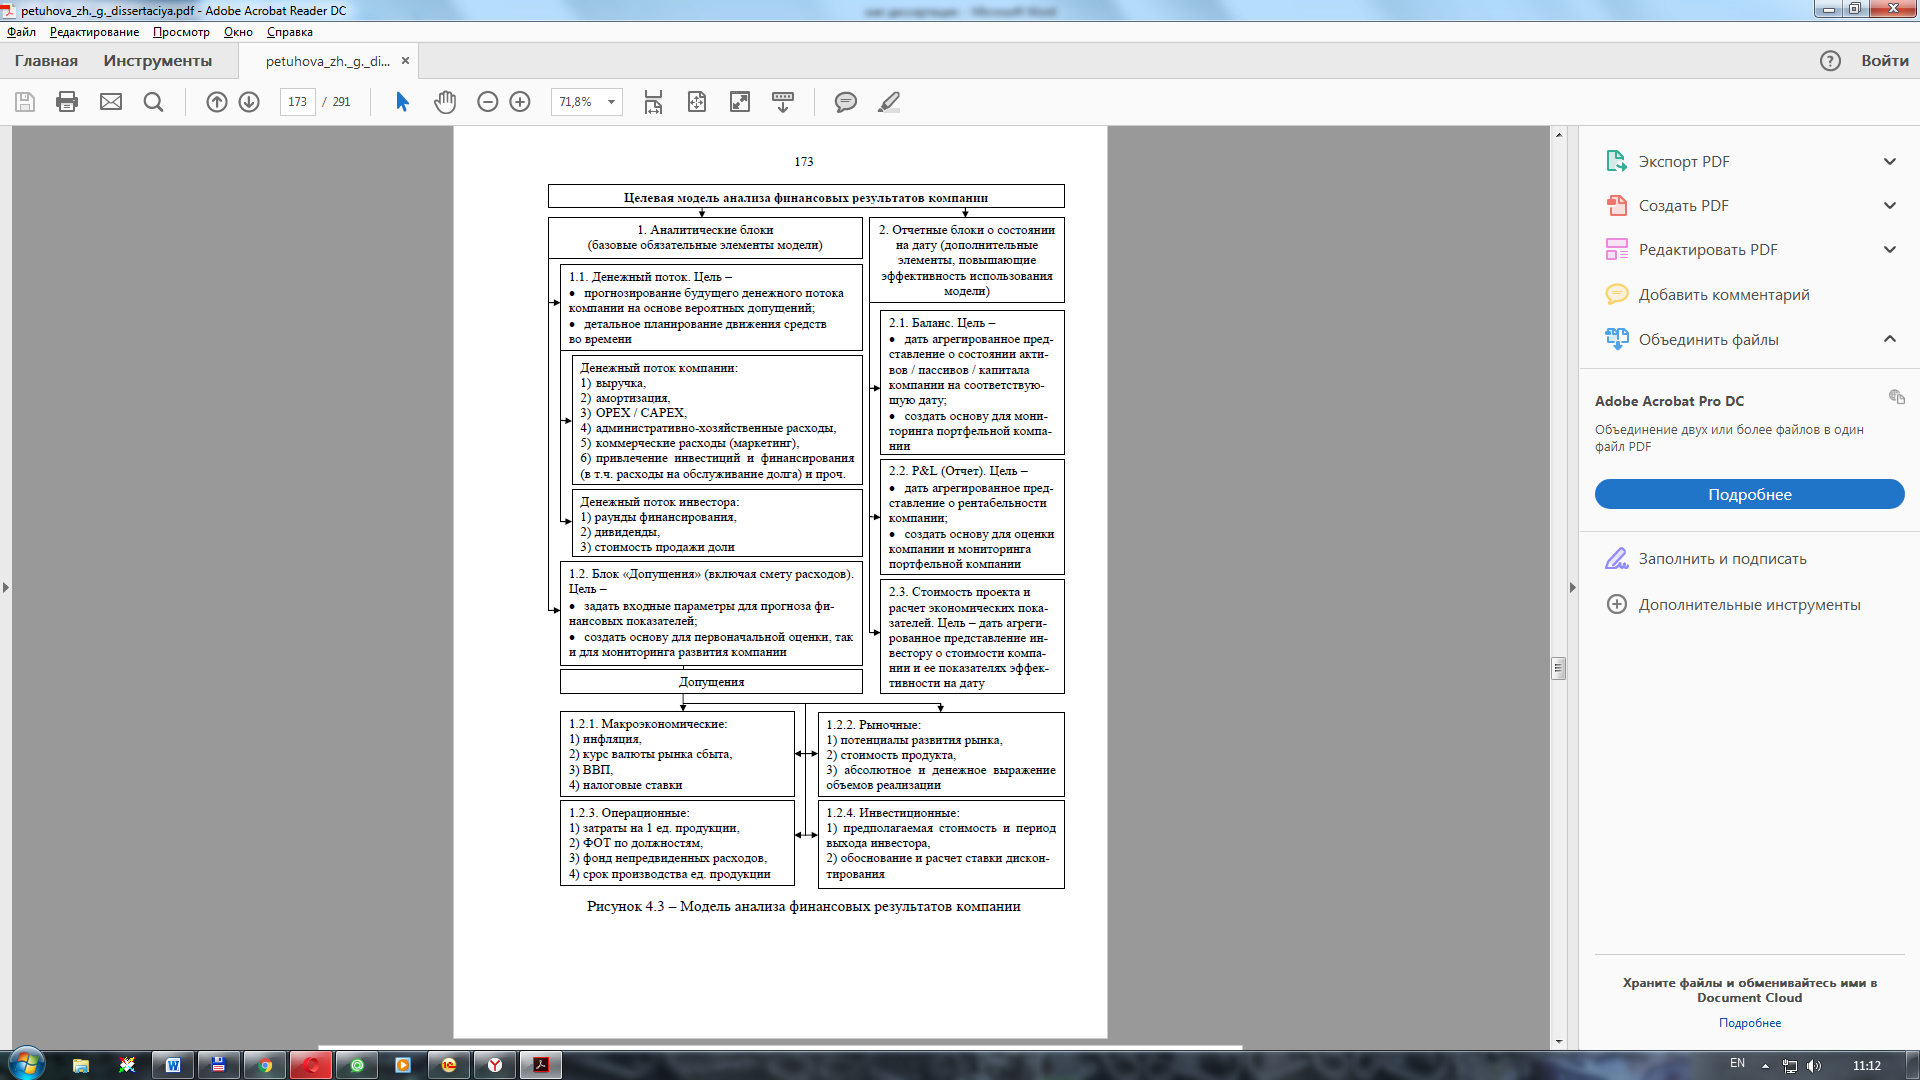 petuhova_zh._g._dissertaciya.pdf - Adobe Acrobat Reader DC
Файл Редактирование Просмотр Окно Справка
Главная Инструменты petuhova_zh._g._di... × Войти
173 / 291 71,8%
173
Целевая модель анализа финансовых результатов компании
1. Аналитические блоки
(базовые обязательные элементы модели)
1.1. Денежный поток. Цель –
• прогнозирование будущего денежного потока
компании на основе вероятных допущений;
• детальное планирование движения средств
во времени
Денежный поток компании:
1) выручка,
2) амортизация,
3) OPEX / CAPEX,
4) административно-хозяйственные расходы,
5) коммерческие расходы (маркетинг),
6) привлечение инвестиций и финансирования
(в т.ч. расходы на обслуживание долга) и проч.
Денежный поток инвестора:
1) раунды финансирования,
2) дивиденды,
3) стоимость продажи доли
1.2. Блок «Допущения» (включая смету расходов).
Цель –
• задать входные параметры для прогноза фи-
нансовых показателей;
• создать основу для первоначальной оценки, так
и для мониторинга развития компании
2. Отчетные блоки о состоянии
на дату (дополнительные
элементы, повышающие
эффективность использования
модели)
2.1. Баланс. Цель –
• дать агрегированное пред-
ставление о состоянии акти-
вов / пассивов / капитала
компании на соответствую-
щую дату;
• создать основу для мони-
торинга портфельной компа-
нии
2.2. P&L (Отчет). Цель –
• дать агрегированное пред-
ставление о рентабельности
компании;
• создать основу для оценки
компании и мониторинга
портфельной компании
2.3. Стоимость проекта и
расчет экономических пока-
зателей. Цель – дать агреги-
рованное представление ин-
вестору о стоимости компа-
нии и ее показателях эффек-
тивности на дату
Допущения
1.2.1. Макроэкономические:
1) инфляция,
2) курс валюты рынка сбыта,
3) ВВП,
4) налоговые ставки
1.2.2. Рыночные:
1) потенциалы развития рынка,
2) стоимость продукта,
3) абсолютное и денежное выражение
объемов реализации
1.2.3. Операционные:
1) затраты на 1 ед. продукции,
2) ФОТ по должностям,
3) фонд непредвиденных расходов,
4) срок производства ед. продукции
1.2.4. Инвестиционные:
1) предполагаемая стоимость и период
выхода инвестора,
2) обоснование и расчет ставки дискон-
тирования
Рисунок 4.3 – Модель анализа финансовых результатов компании
Экспорт PDF
Создать PDF
Редактировать PDF
Добавить комментарий
Объединить файлы
Adobe Acrobat Pro DC
Объединение двух или более файлов в один
файл PDF
Подробнее
Заполнить и подписать
Дополнительные инструменты
Храните файлы и обменивайтесь ими в
Document Cloud
Подробнее
EN 11:12